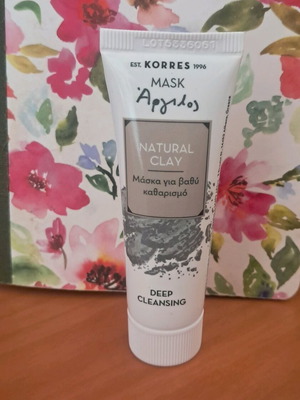 EST. KORRES 1996
MASK
Άργιλος
NATURAL
CLAY
Μάσκα για βαθύ
καθαρισμό
DEEP
CLEANSING